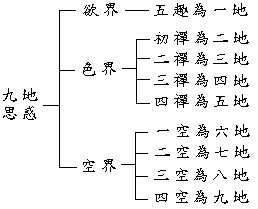 九地
思惑
欲界
五趣為一地
色界
初禪為二地
二禪為三地
三禪為四地
四禪為五地
空界
一空為六地
二空為七地
三空為八地
四空為九地